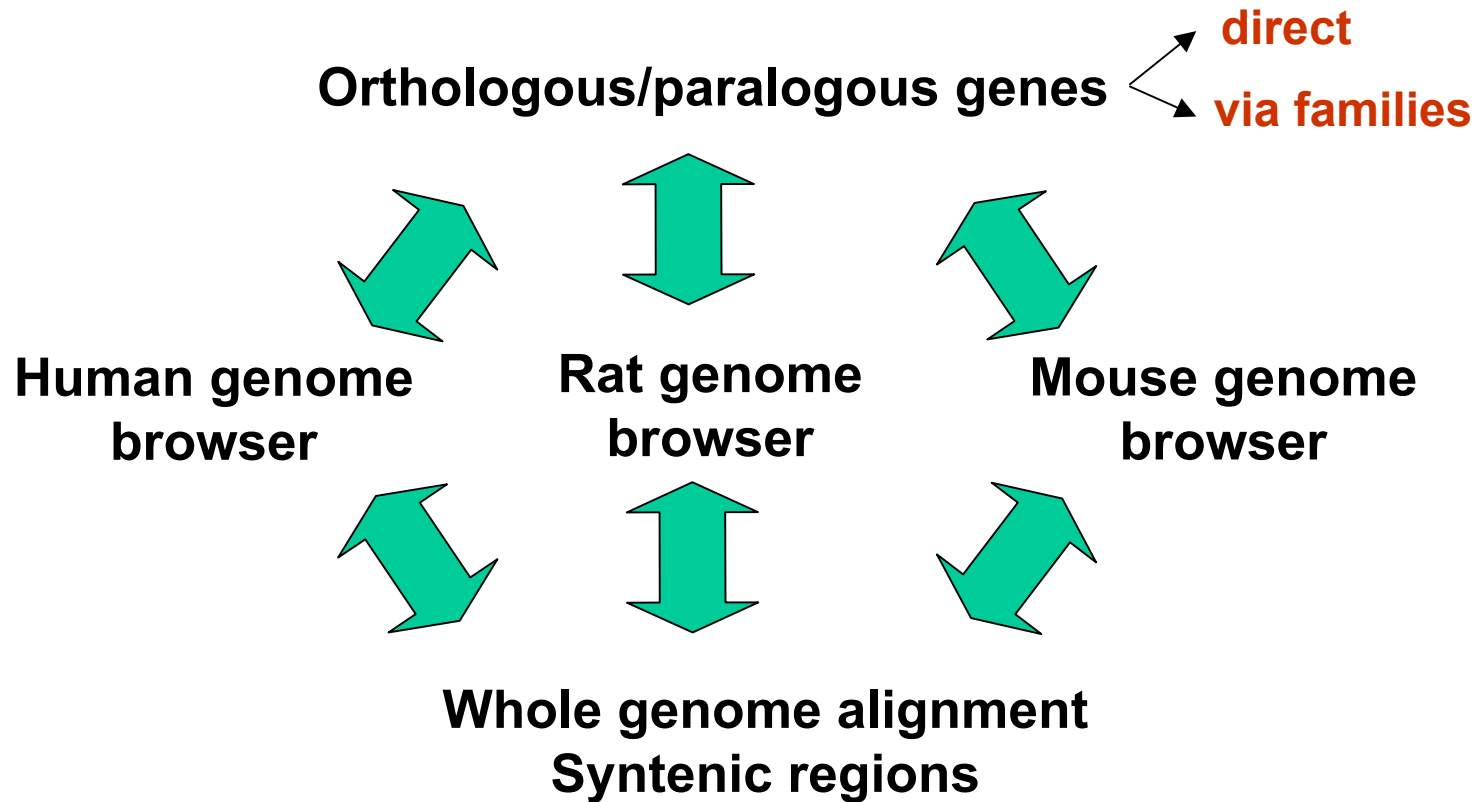 direct
Orthologous/paralogous genes
via families
Human genome
browser
Rat genome
browser
Mouse genome
browser
Whole genome alignment
Syntenic regions